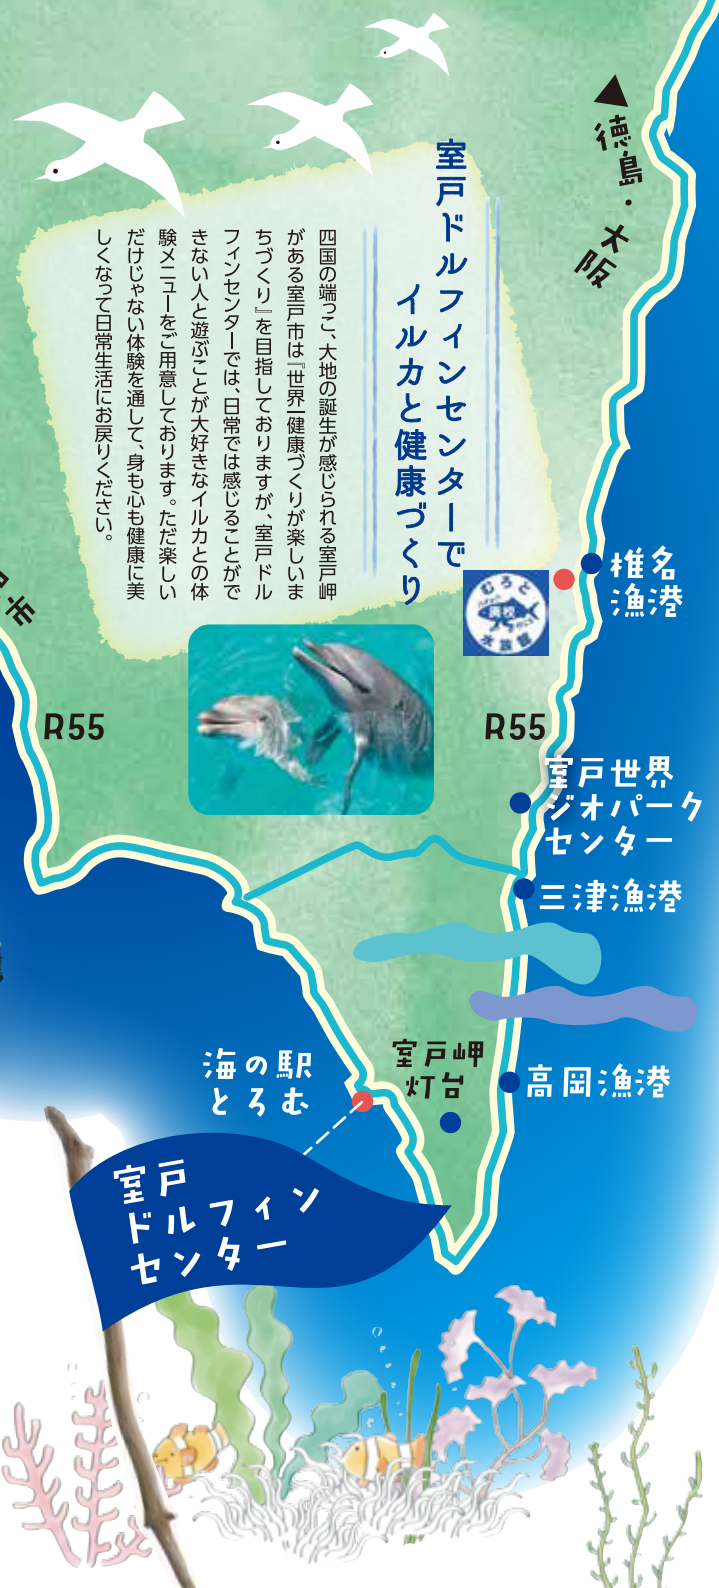 徳島・大阪
室戸ドルフィンセンターで
イルカと健康づくり
四国の端っこ、大地の誕生が感じられる室戸岬
がある室戸市は『世界一健康づくりが楽しいま
ちづくり』を目指しておりますが、室戸ドル
フィンセンターでは、日常では感じることがで
きない人と遊ぶことが大好きなイルカとの体
験メニューをご用意しております。ただ楽しい
だけじゃない体験を通して、身も心も健康に美
しくなって日常生活にお戻りください。
むろと
廃校
水族館
椎名
漁港
市
R55
R55
室戸世界
ジオパーク
センター
三津漁港
室戸岬
灯台
高岡漁港
海の駅
とろむ
室戸
ドルフィン
センター